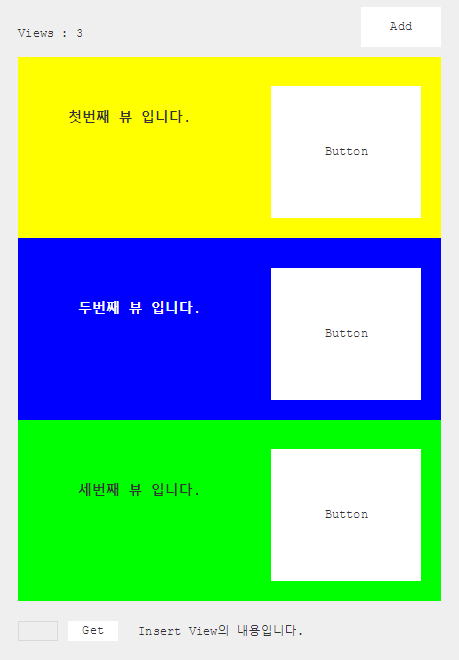 Views : 3
Add
첫번째 뷰 입니다.
Button
두번째 뷰 입니다.
Button
세번째 뷰 입니다.
Button
Get
Insert View의 내용입니다.